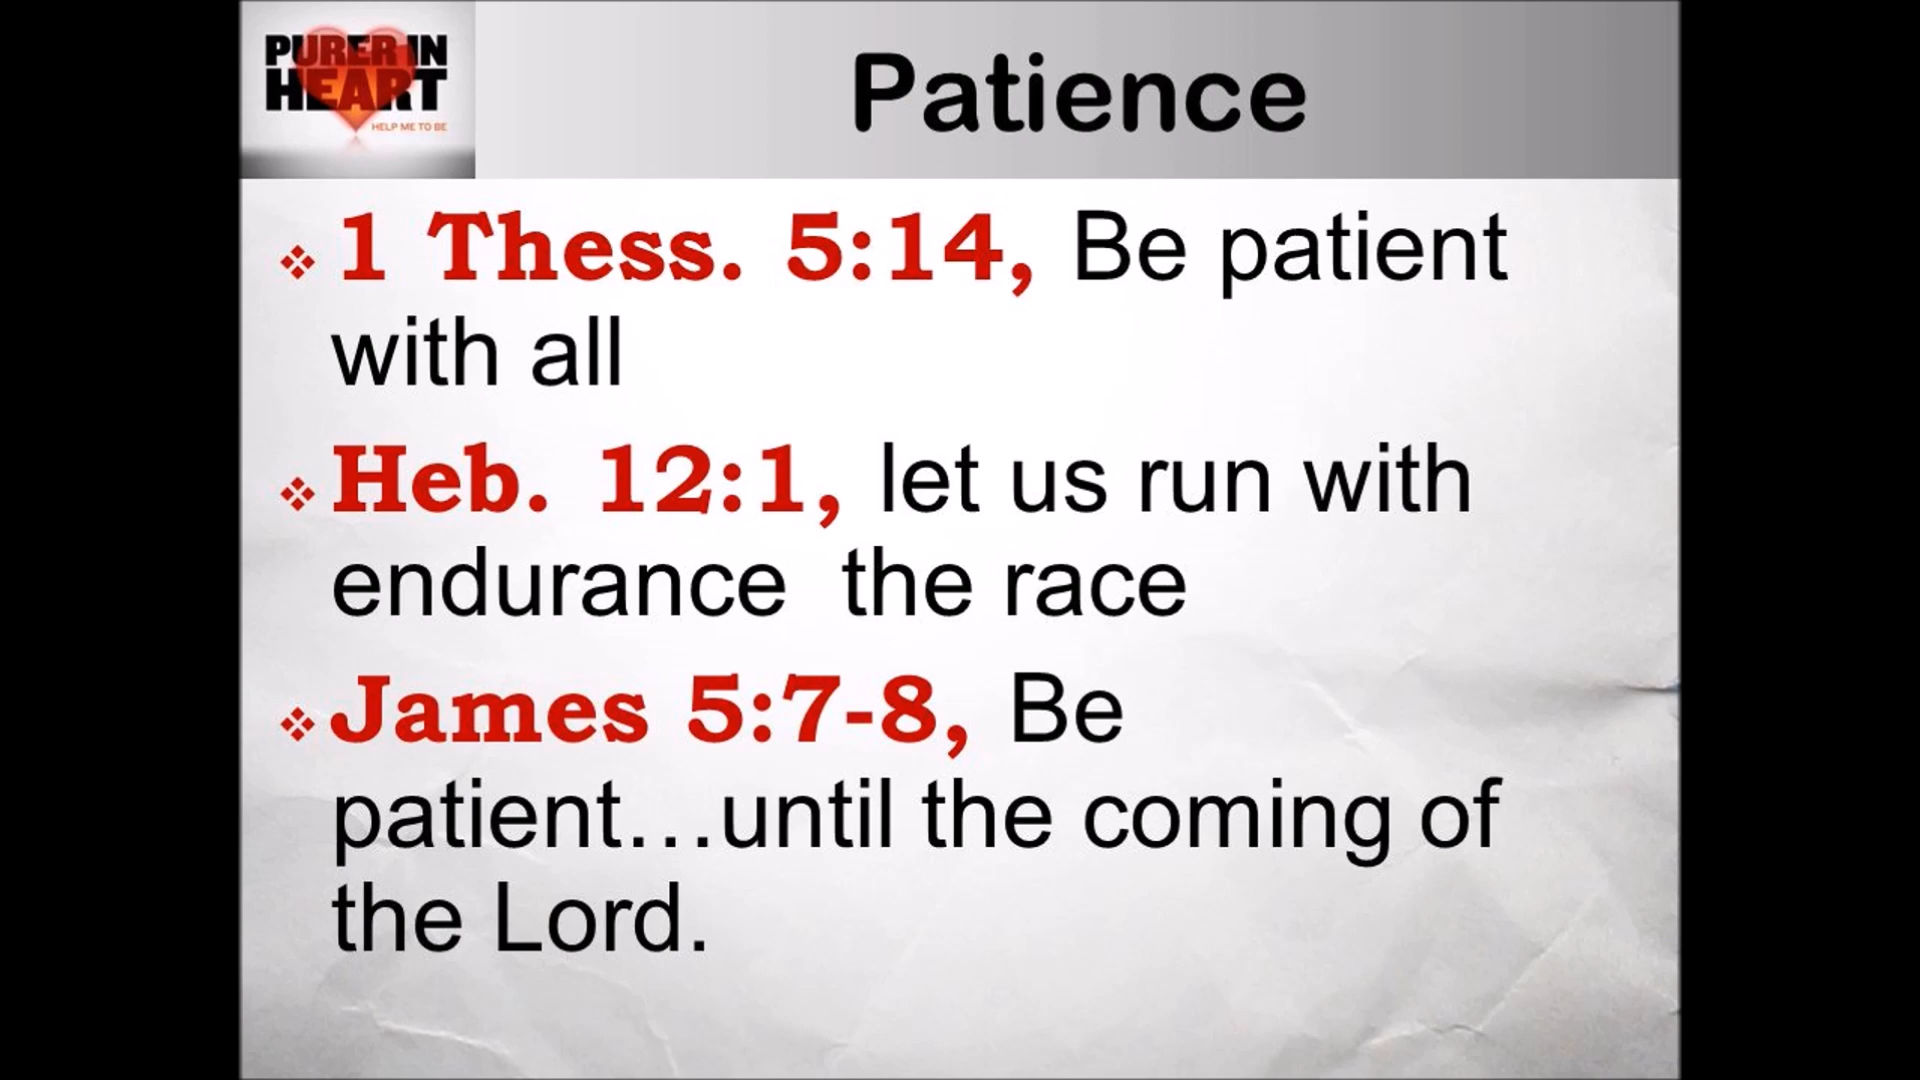 PURER IN
HEART
HELP ME TO BE
Patience
❖ 1 Thess. 5:14, Be patient
with all
❖ Heb. 12:1, let us run with
endurance  the race
❖ James 5:7-8, Be
patient…until the coming of
the Lord.